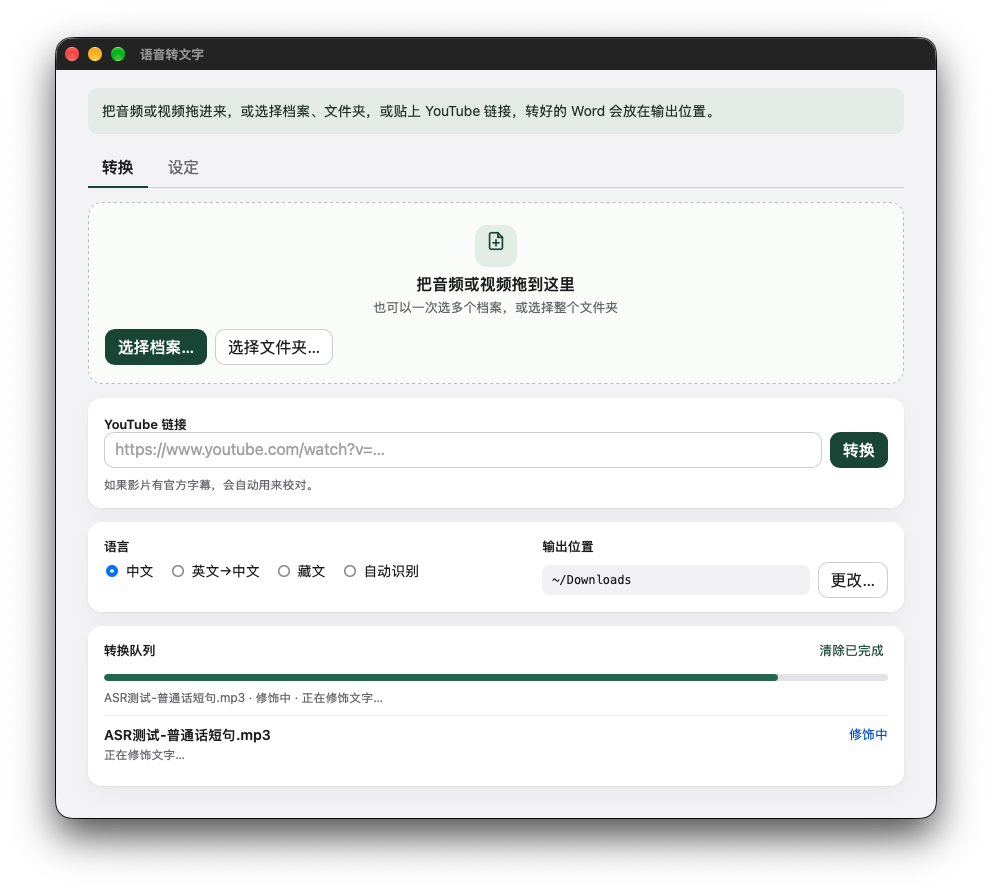 语音转文字
把音频或视频拖进来，或选择档案、文件夹，或贴上 YouTube 链接，转好的 Word 会放在输出位置。
转换 设定
把音频或视频拖到这里
也可以一次选多个档案，或选择整个文件夹
选择档案... 选择文件夹...
YouTube 链接
https://www.youtube.com/watch?v=...
转换
如果影片有官方字幕，会自动用来校对。
语言
中文 英文→中文 藏文 自动识别
输出位置
~/Downloads
更改...
转换队列
清除已完成
ASR测试-普通话短句.mp3 · 修饰中 · 正在修饰文字...
ASR测试-普通话短句.mp3
修饰中
正在修饰文字...